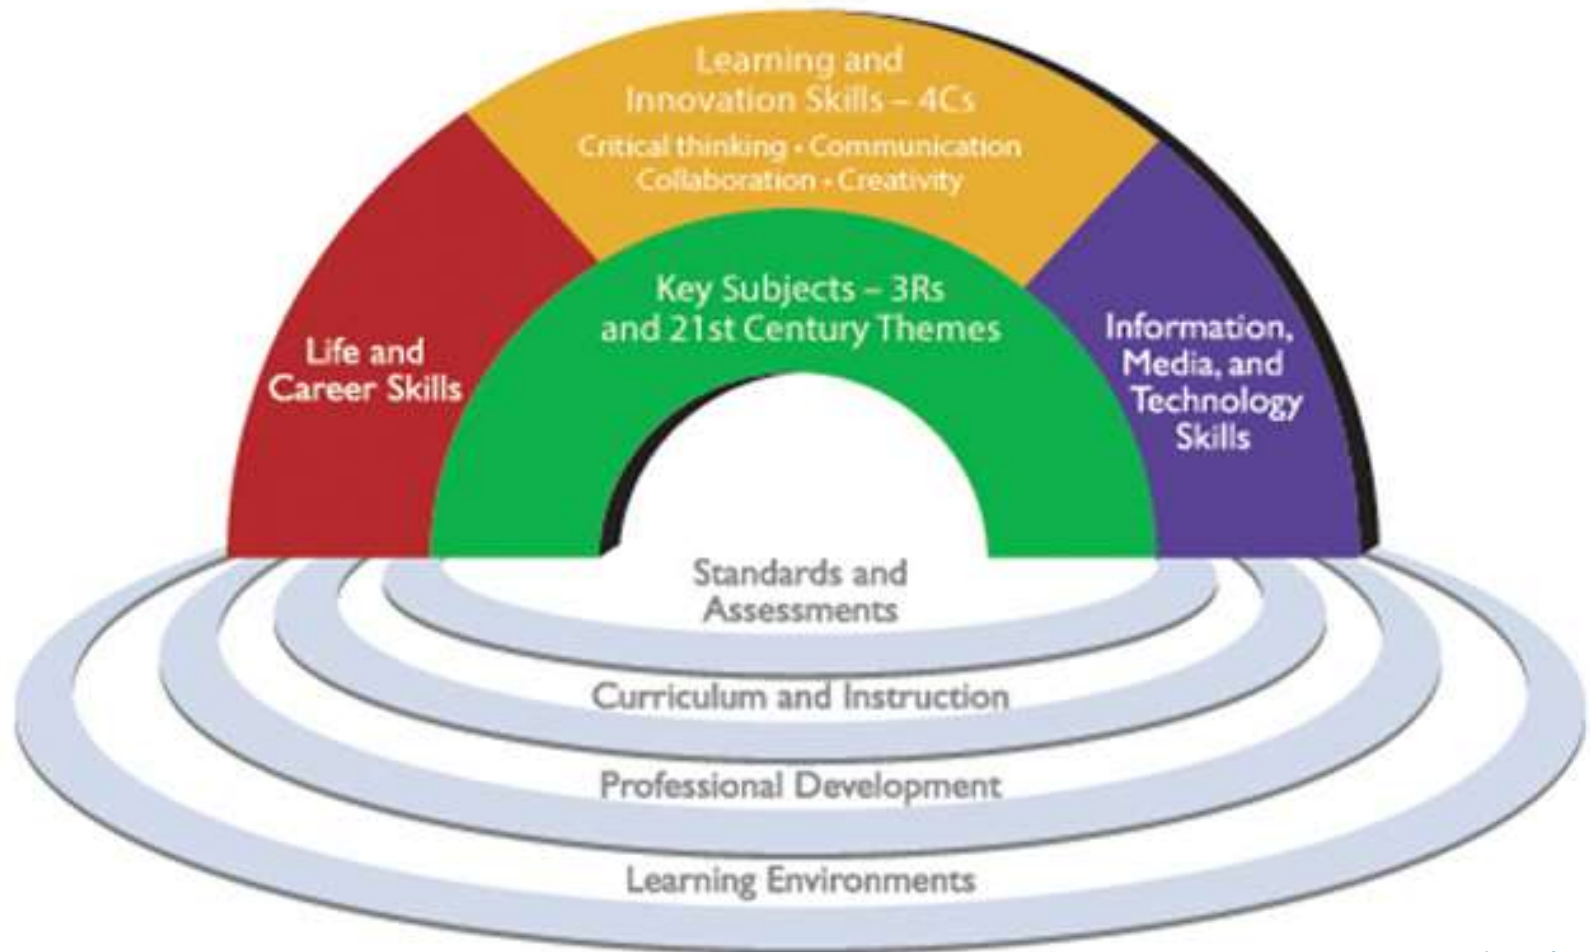 Learning and
Innovation Skills – 4Cs
Critical thinking • Communication
Collaboration • Creativity
Key Subjects – 3Rs
and 21st Century Themes
Life and
Career Skills
Information,
Media, and
Technology
Skills
Standards and
Assessments
Curriculum and Instruction
Professional Development
Learning Environments